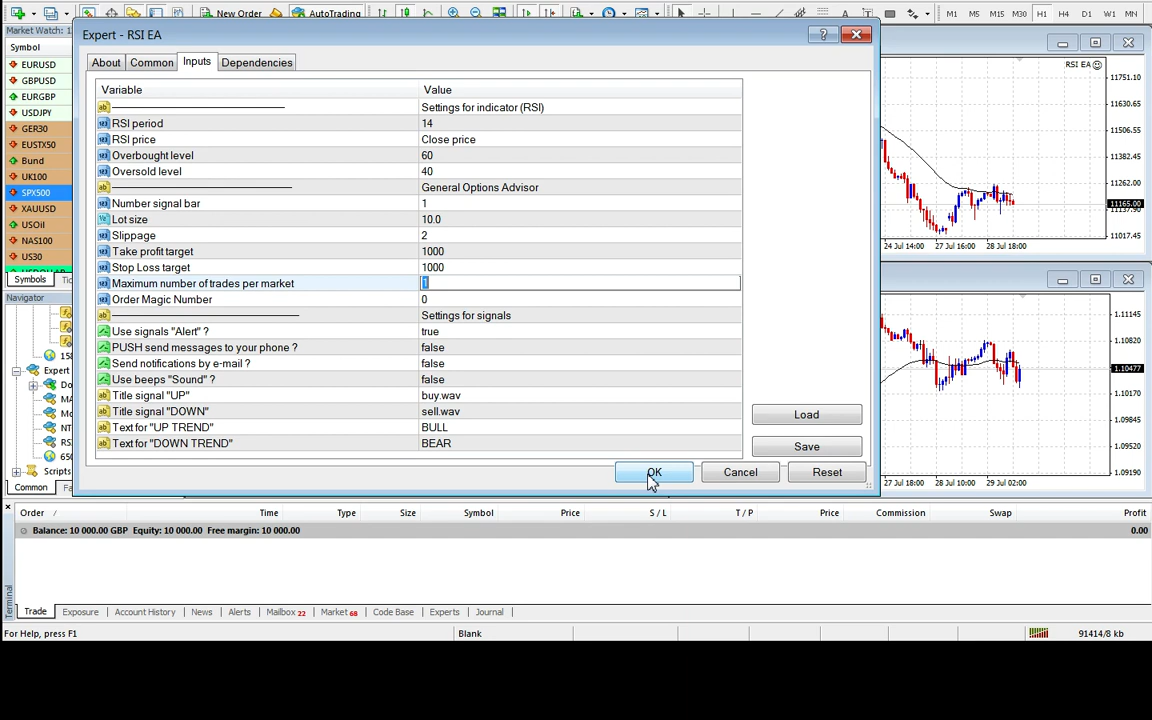 New Order
AutoTrading
M1 M5 M15 M30 H1 H4 D1 W1 MN
Market Watch: 1
Symbol
EURUSD
GBPUSD
EURGBP
USDJPY
GER30
EUSTX50
Bund
UK100
SPX500
XAUUSD
USOil
NAS100
US30
Symbols
Navigator
Expert
Scripts
Common
Expert - RSI EA
About Common Inputs Dependencies
Variable Value
Settings for indicator (RSI)
RSI period 14
RSI price Close price
Overbought level 60
Oversold level 40
General Options Advisor
Number signal bar 1
Lot size 10.0
Slippage 2
Take profit target 1000
Stop Loss target 1000
Maximum number of trades per market 1
Order Magic Number 0
Settings for signals
Use signals "Alert" ? true
PUSH send messages to your phone ? false
Send notifications by e-mail ? false
Use beeps "Sound" ? false
Title signal "UP" buy.wav
Title signal "DOWN" sell.wav
Text for "UP TREND" BULL
Text for "DOWN TREND" BEAR
Load
Save
OK Cancel Reset
RSI EA
11751.10
11630.65
11506.55
11382.45
11262.00
11165.00
11137.90
11017.45
24 Jul 14:00 27 Jul 16:00 28 Jul 18:00
1.11145
1.10820
1.10477
1.10170
1.09845
1.09520
1.09190
27 Jul 18:00 28 Jul 10:00 29 Jul 02:00
Order / Time Type Size Symbol Price S / L T / P Price Commission Swap Profit
Balance: 10 000.00 GBP Equity: 10 000.00 Free margin: 10 000.00 0.00
Terminal
Trade Exposure Account History News Alerts Mailbox 22 Market 68 Code Base Experts Journal
For Help, press F1 Blank 91414/8 kb